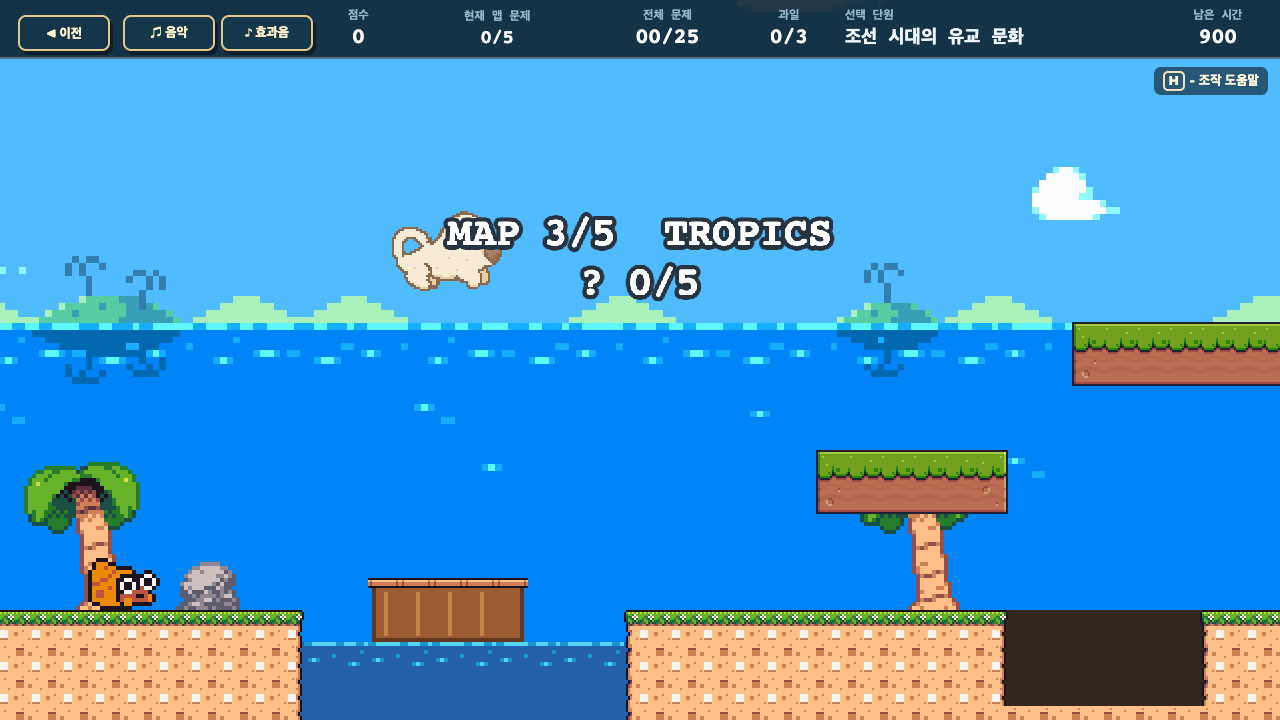 ◀ 이전
♫ 음악
♪ 효과음
점수
0
현재 맵 문제
0/5
전체 문제
00/25
과일
0/3
선택 단원
조선 시대의 유교 문화
남은 시간
900
H - 조작 도움말
MAP 3/5 TROPICS
? 0/5